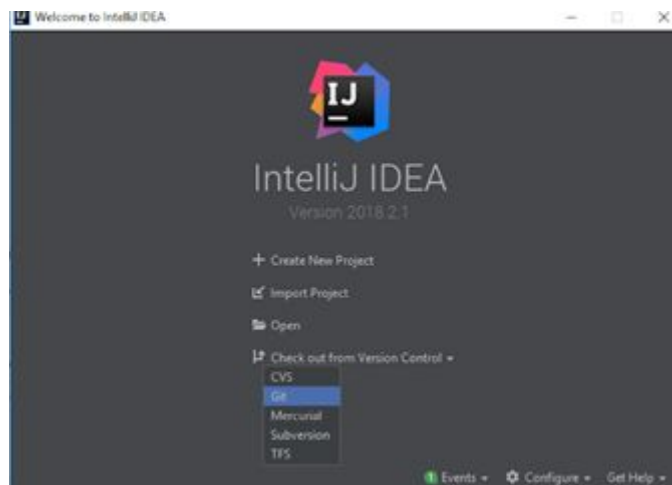 Welcome to IntelliJ IDEA
IJ
IntelliJ IDEA
Version 2018.2.1
Create New Project
Import Project
Open
Check out from Version Control
CVS
Git
Mercurial
Subversion
TFS
1 Events Configure Get Help